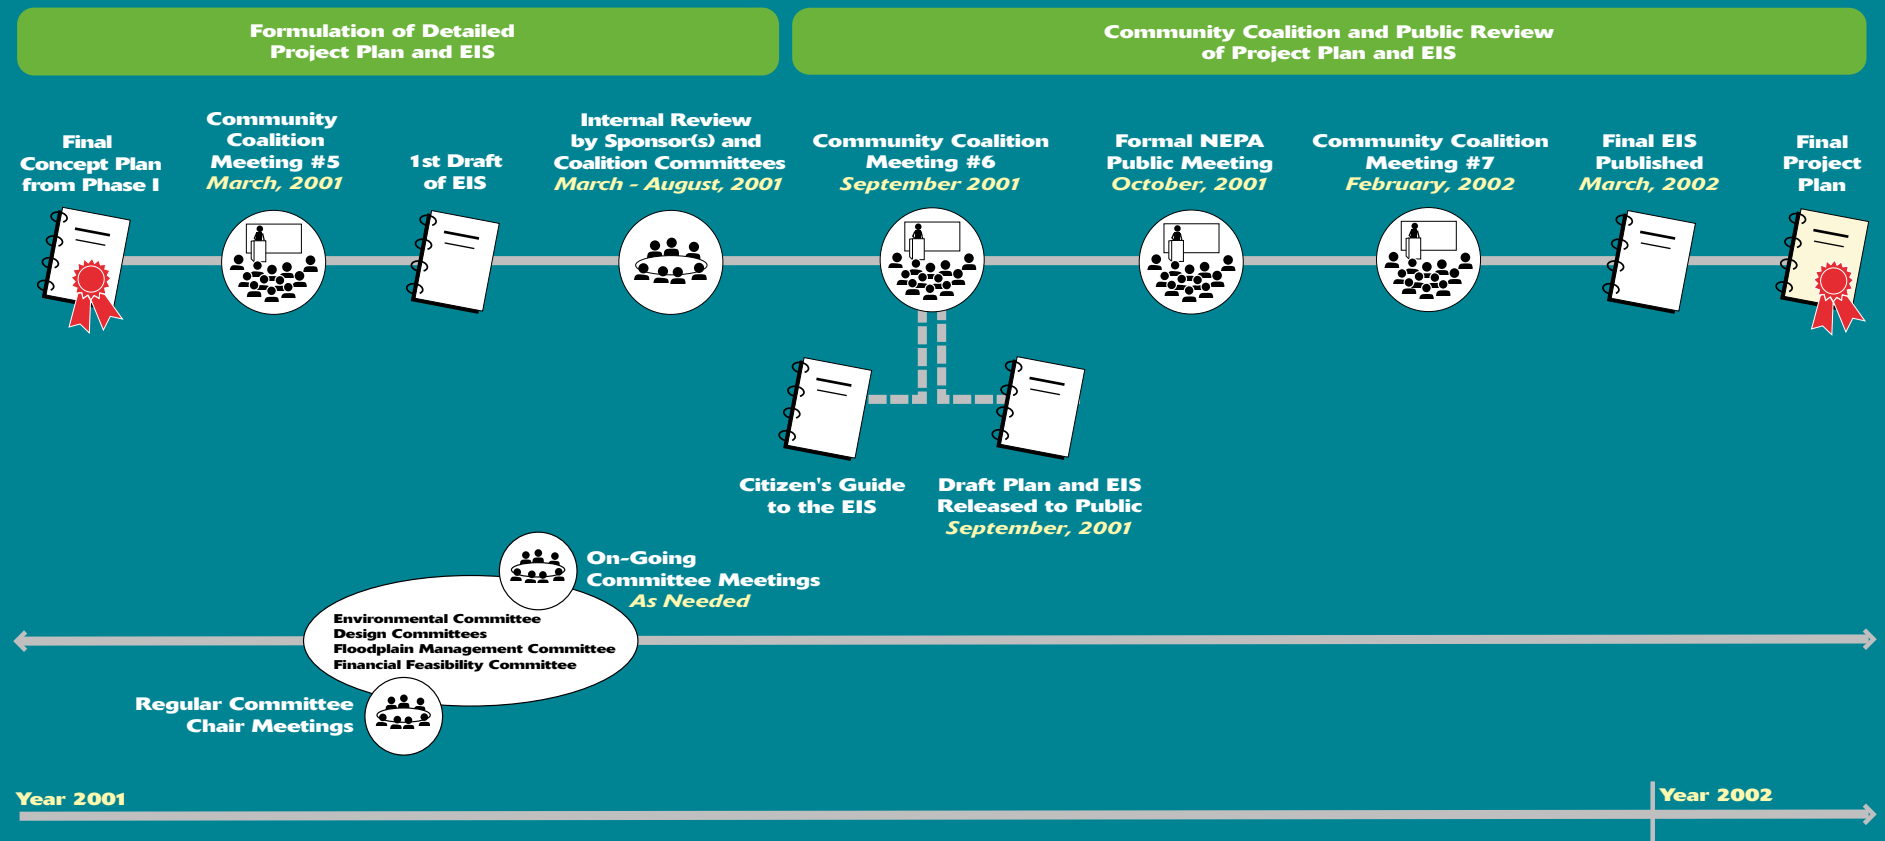 Formulation of Detailed
Project Plan and EIS
Community Coalition and Public Review
of Project Plan and EIS
Final
Concept Plan
from Phase I
Community
Coalition
Meeting #5
March, 2001
1st Draft
of EIS
Internal Review
by Sponsor(s) and
Coalition Committees
March - August, 2001
Community Coalition
Meeting #6
September 2001
Formal NEPA
Public Meeting
October, 2001
Community Coalition
Meeting #7
February, 2002
Final EIS
Published
March, 2002
Final
Project
Plan
Citizen's Guide
to the EIS
Draft Plan and EIS
Released to Public
September, 2001
On-Going
Committee Meetings
As Needed
Environmental Committee
Design Committees
Floodplain Management Committee
Financial Feasibility Committee
Regular Committee
Chair Meetings
Year 2001
Year 2002